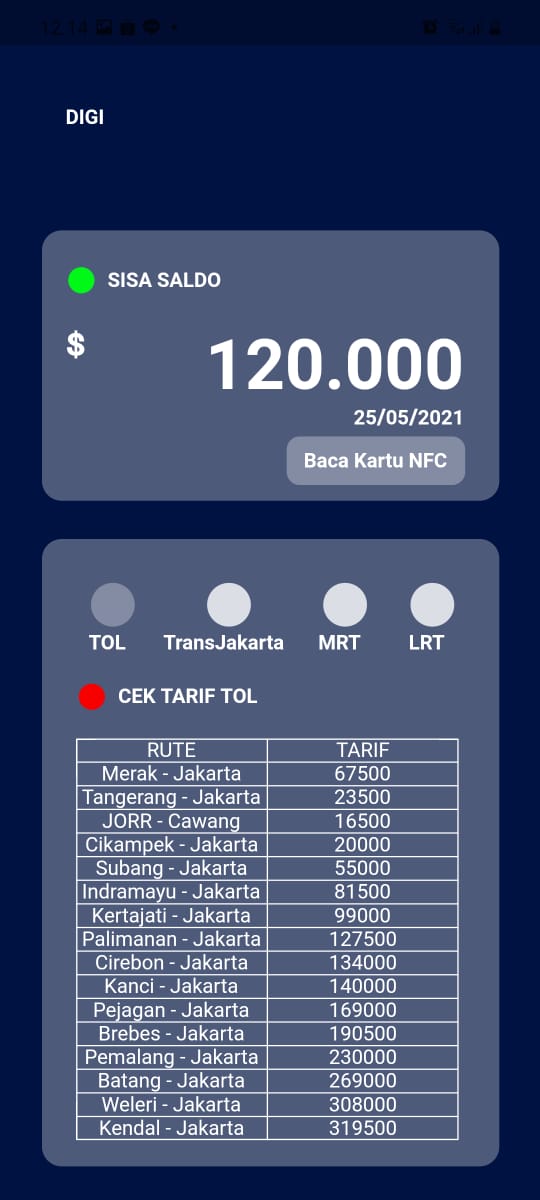 12.14
DIGI
SISA SALDO
$ 120.000
25/05/2021
Baca Kartu NFC
TOL TransJakarta MRT LRT
CEK TARIF TOL
RUTE TARIF
Merak - Jakarta 67500
Tangerang - Jakarta 23500
JORR - Cawang 16500
Cikampek - Jakarta 20000
Subang - Jakarta 55000
Indramayu - Jakarta 81500
Kertajati - Jakarta 99000
Palimanan - Jakarta 127500
Cirebon - Jakarta 134000
Kanci - Jakarta 140000
Pejagan - Jakarta 169000
Brebes - Jakarta 190500
Pemalang - Jakarta 230000
Batang - Jakarta 269000
Weleri - Jakarta 308000
Kendal - Jakarta 319500